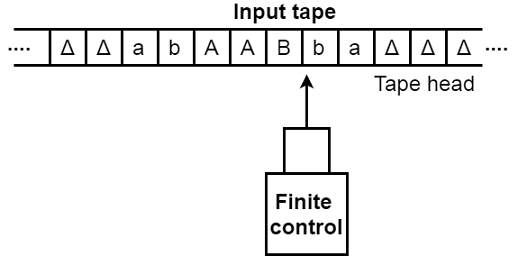 Input tape
.... Δ Δ a b A A B b a Δ Δ Δ ....
Tape head
Finite
control